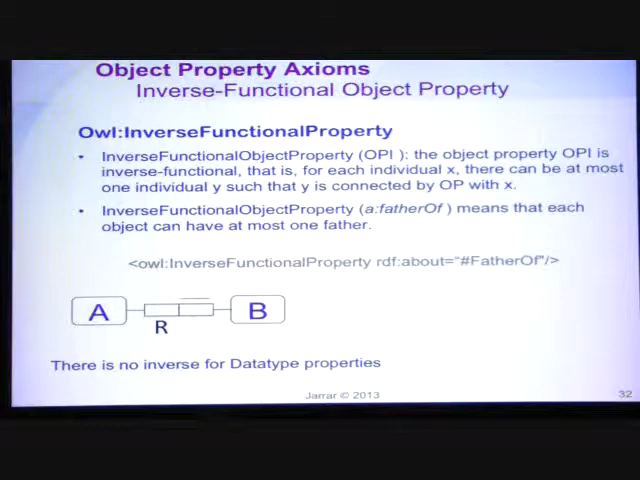 Object Property Axioms
Inverse-Functional Object Property
Owl:InverseFunctionalProperty
• InverseFunctionalObjectProperty (OPI ): the object property OPI is
inverse-functional, that is, for each individual x, there can be at most
one individual y such that y is connected by OP with x.
• InverseFunctionalObjectProperty (a:fatherOf ) means that each
object can have at most one father.
<owl:InverseFunctionalProperty rdf:about="#FatherOf"/>
A
B
R
There is no inverse for Datatype properties
Jarrar © 2013
32